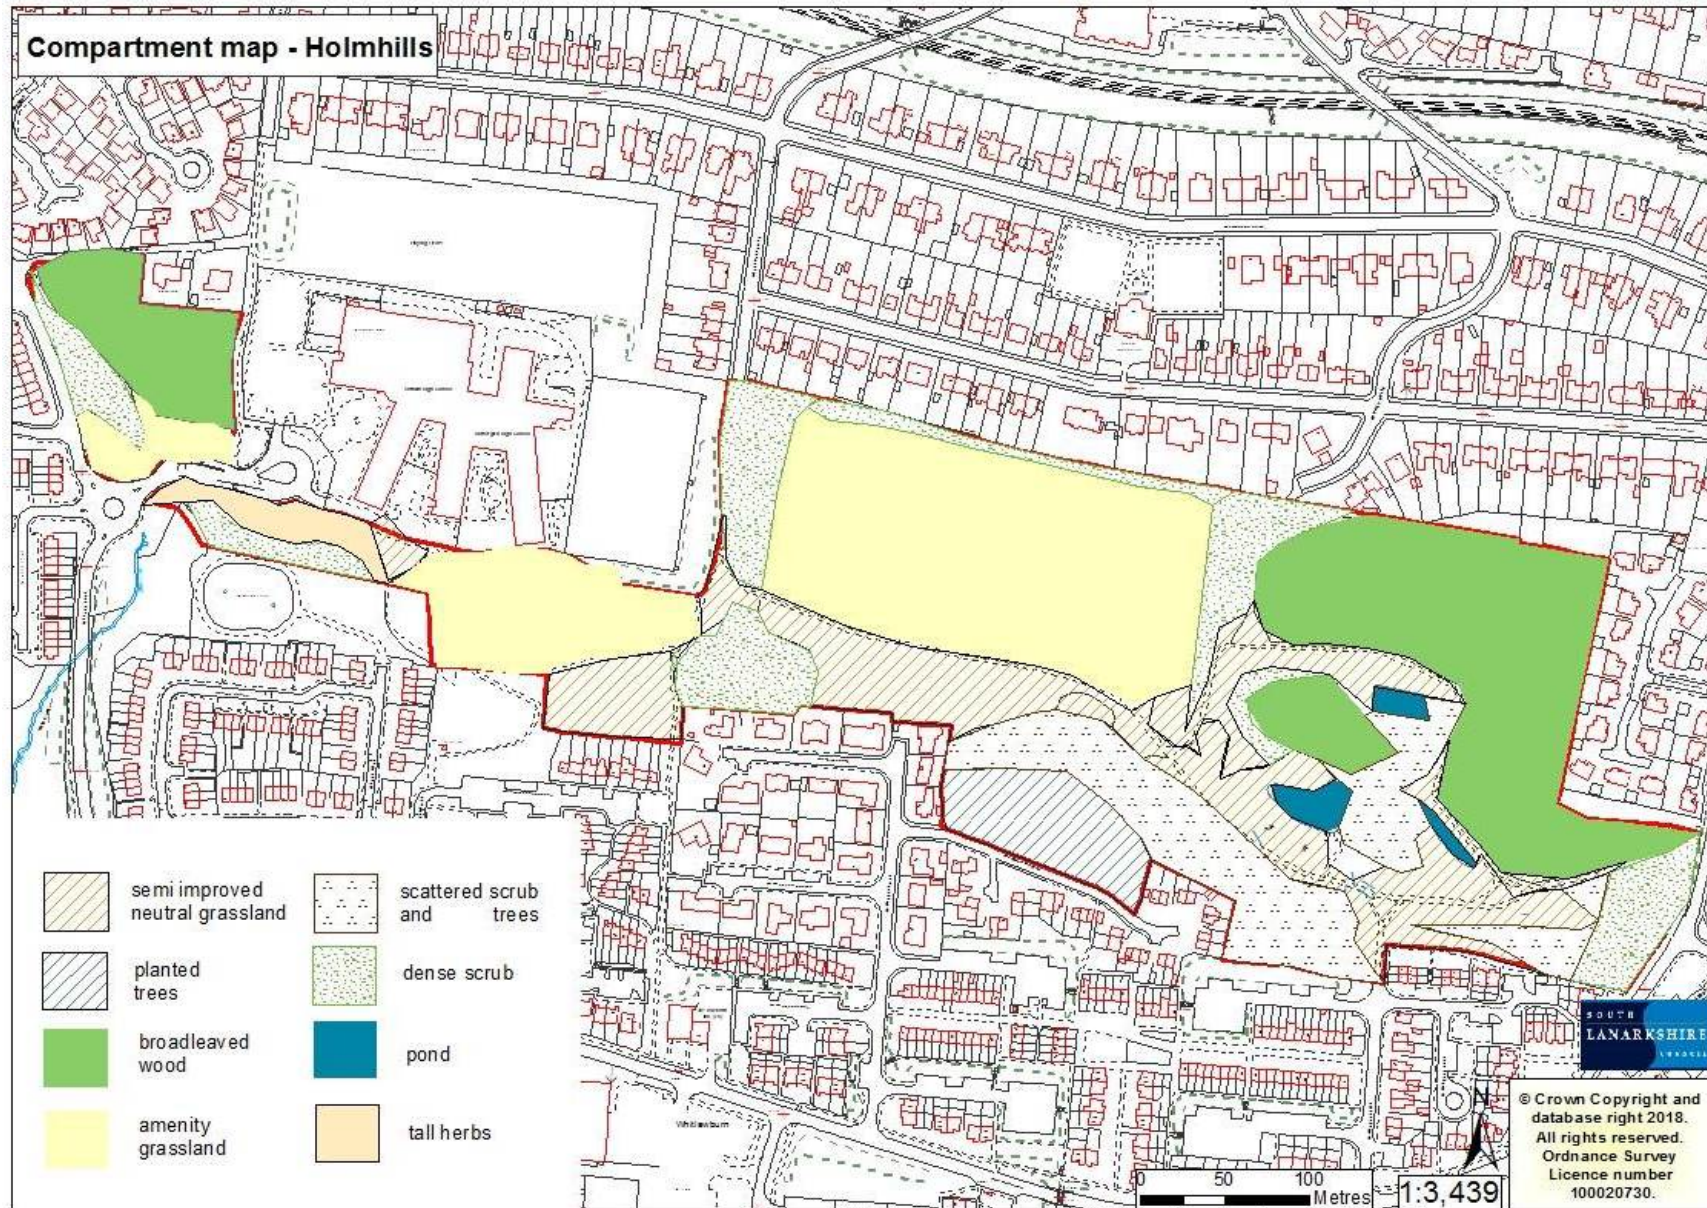 Compartment map - Holmhills
semi improved
neutral grassland
scattered scrub
and trees
planted
trees
dense scrub
broadleaved
wood
pond
amenity
grassland
tall herbs
Whitlawburn
SOUTH
LANARKSHIRE
COUNCIL
N
0 50 100
Metres
1:3,439
© Crown Copyright and
database right 2018.
All rights reserved.
Ordnance Survey
Licence number
100020730.